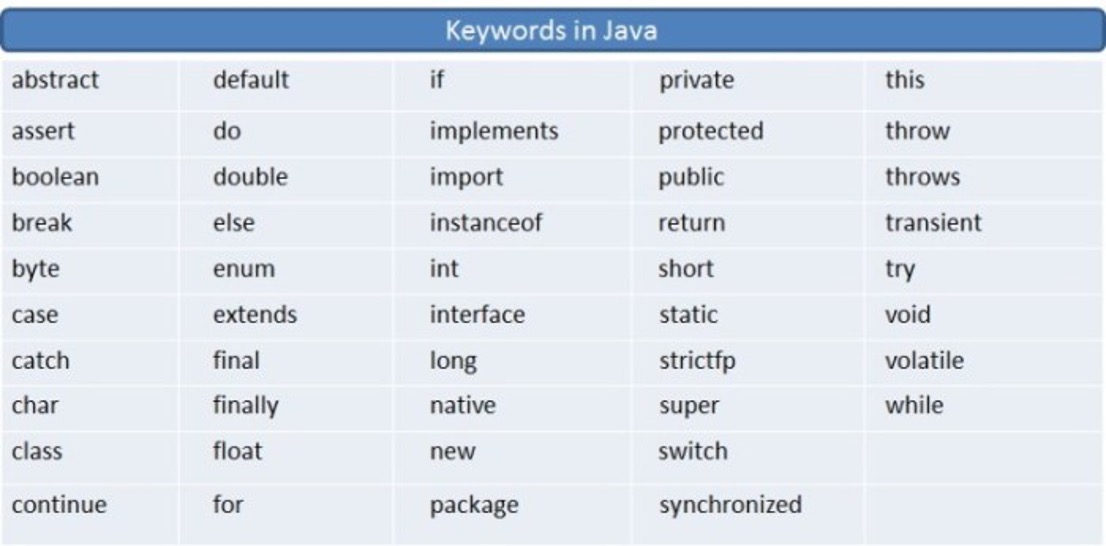 Keywords in Java
abstract default if private this
assert do implements protected throw
boolean double import public throws
break else instanceof return transient
byte enum int short try
case extends interface static void
catch final long strictfp volatile
char finally native super while
class float new switch
continue for package synchronized